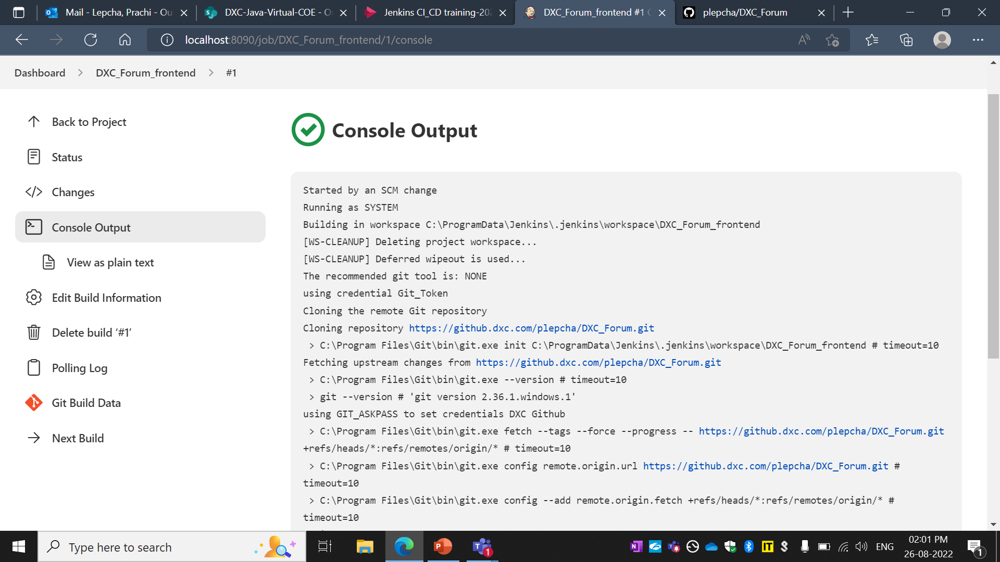 Mail - Lepcha, Prachi - Ou
DXC-Java-Virtual-COE - O
Jenkins CI_CD training-202
DXC_Forum_frontend #1 C
plepcha/DXC_Forum
localhost:8090/job/DXC_Forum_frontend/1/console
Dashboard
DXC_Forum_frontend
#1
Back to Project
Status
Changes
Console Output
View as plain text
Edit Build Information
Delete build ‘#1’
Polling Log
Git Build Data
Next Build
Console Output
Started by an SCM change
Running as SYSTEM
Building in workspace C:\ProgramData\Jenkins\.jenkins\workspace\DXC_Forum_frontend
[WS-CLEANUP] Deleting project workspace...
[WS-CLEANUP] Deferred wipeout is used...
The recommended git tool is: NONE
using credential Git_Token
Cloning the remote Git repository
Cloning repository https://github.dxc.com/plepcha/DXC_Forum.git
> C:\Program Files\Git\bin\git.exe init C:\ProgramData\Jenkins\.jenkins\workspace\DXC_Forum_frontend # timeout=10
Fetching upstream changes from https://github.dxc.com/plepcha/DXC_Forum.git
> C:\Program Files\Git\bin\git.exe --version # timeout=10
> git --version # 'git version 2.36.1.windows.1'
using GIT_ASKPASS to set credentials DXC Github
> C:\Program Files\Git\bin\git.exe fetch --tags --force --progress -- https://github.dxc.com/plepcha/DXC_Forum.git
+refs/heads/*:refs/remotes/origin/* # timeout=10
> C:\Program Files\Git\bin\git.exe config remote.origin.url https://github.dxc.com/plepcha/DXC_Forum.git #
timeout=10
> C:\Program Files\Git\bin\git.exe config --add remote.origin.fetch +refs/heads/*:refs/remotes/origin/* #
timeout=10
Type here to search
ENG
02:01 PM
26-08-2022
1